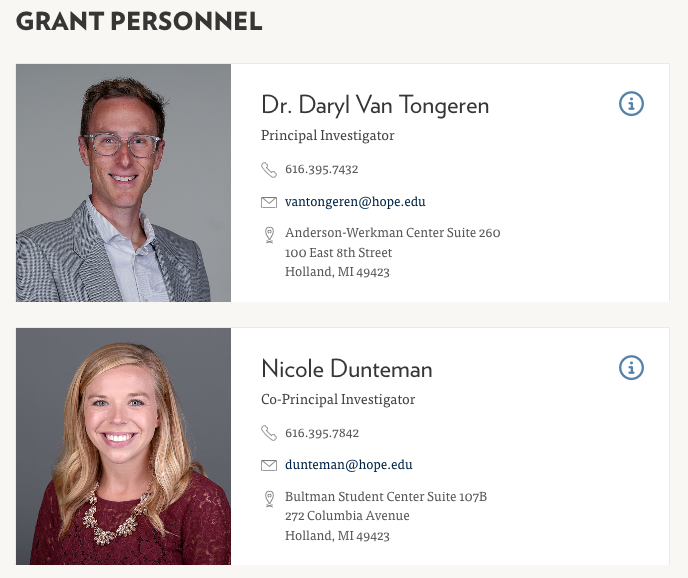 GRANT PERSONNEL
Dr. Daryl Van Tongeren
Principal Investigator
616.395.7432
vantongeren@hope.edu
Anderson-Werkman Center Suite 260
100 East 8th Street
Holland, MI 49423
Nicole Dunteman
Co-Principal Investigator
616.395.7842
dunteman@hope.edu
Bultman Student Center Suite 107B
272 Columbia Avenue
Holland, MI 49423